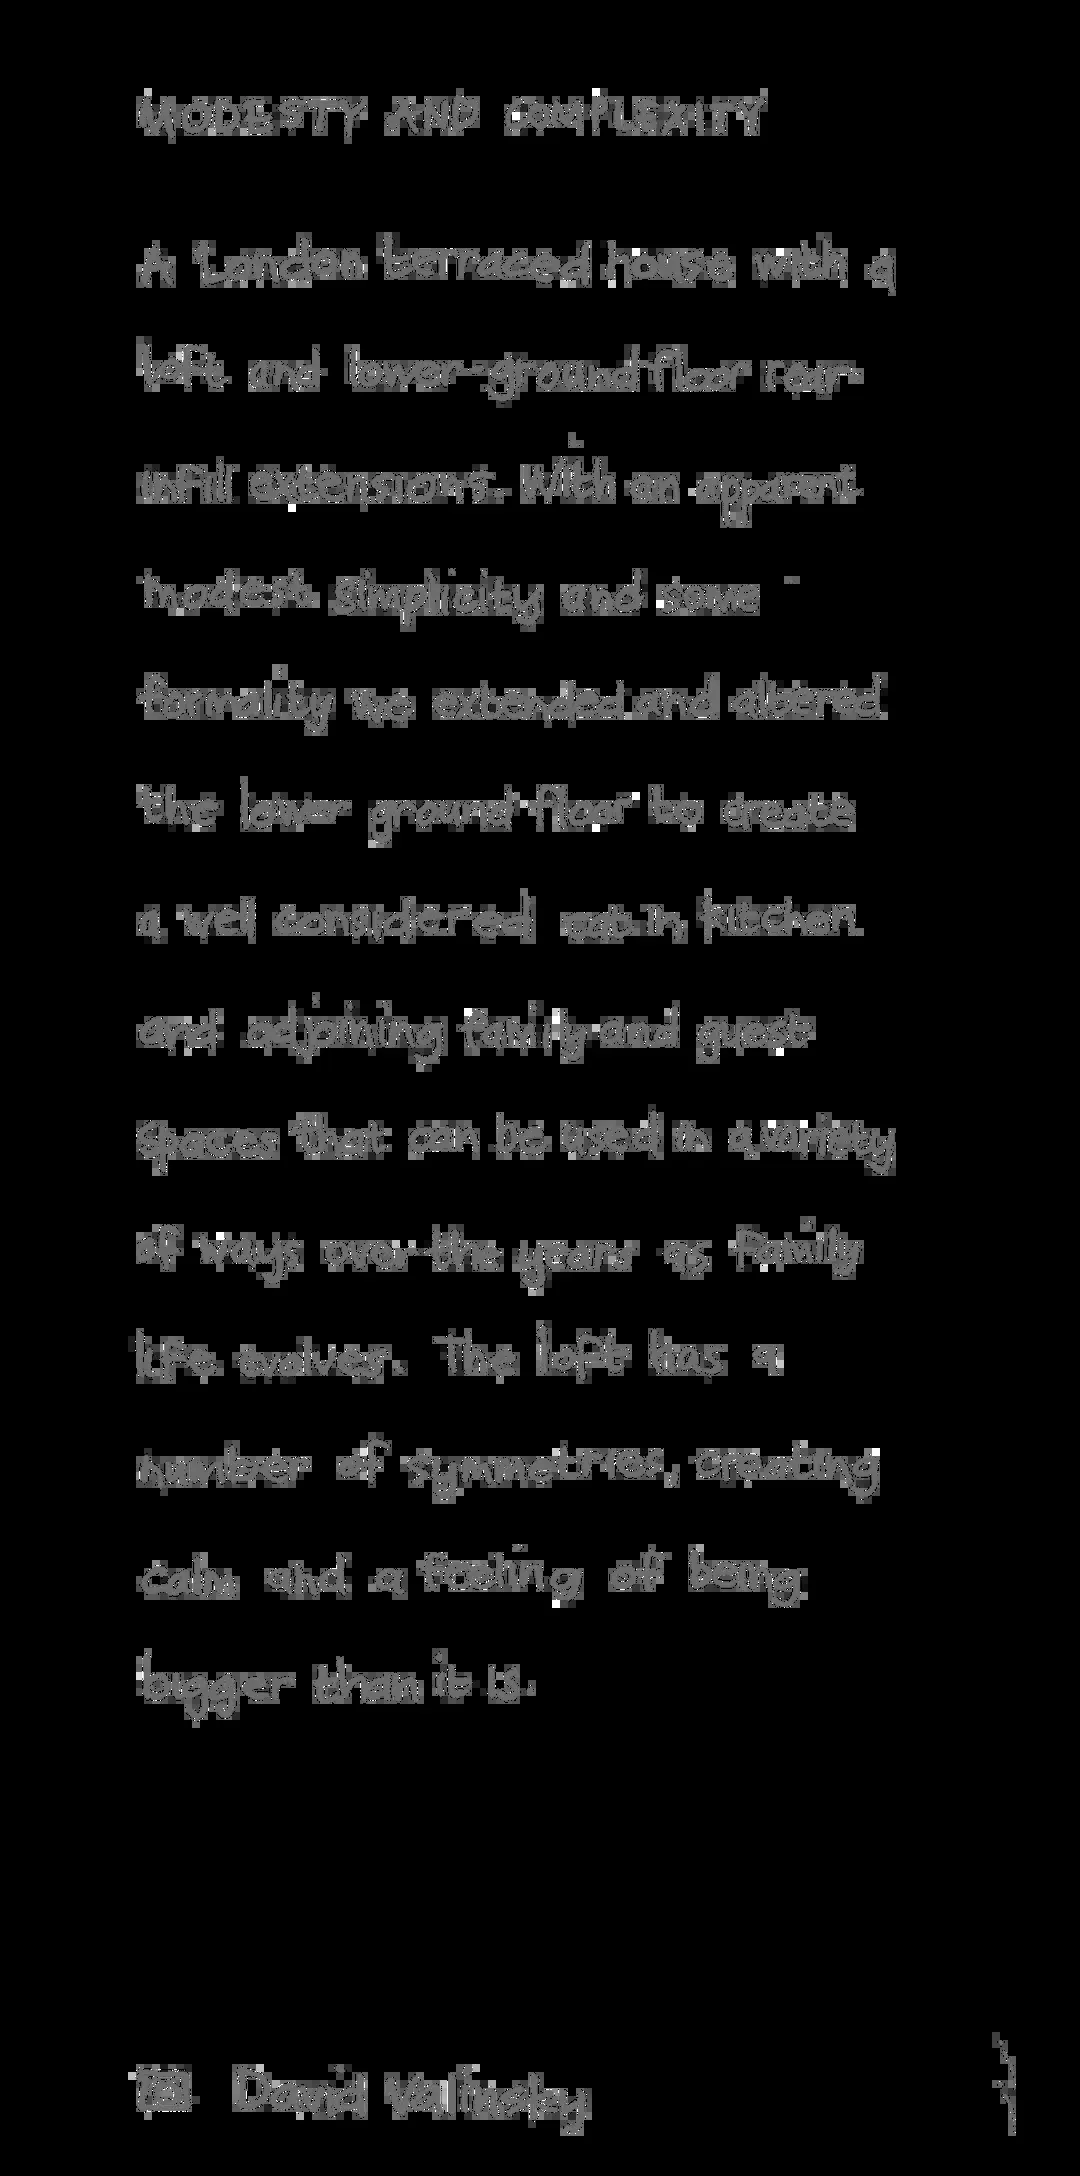 MODESTY AND COMPLEXITY
A London terraced house with a
loft and lower-ground floor rear-
infill extensions. With an apparent
modest simplicity and some
formality we extended and altered
the lower ground floor to create
a well considered eat-in kitchen
and adjoining family and guest
spaces that can be used in a variety
of ways over the years as family
life evolves. The loft has a
number of symmetries, creating
calm and a feeling of being
bigger than it is.
David Valinsky